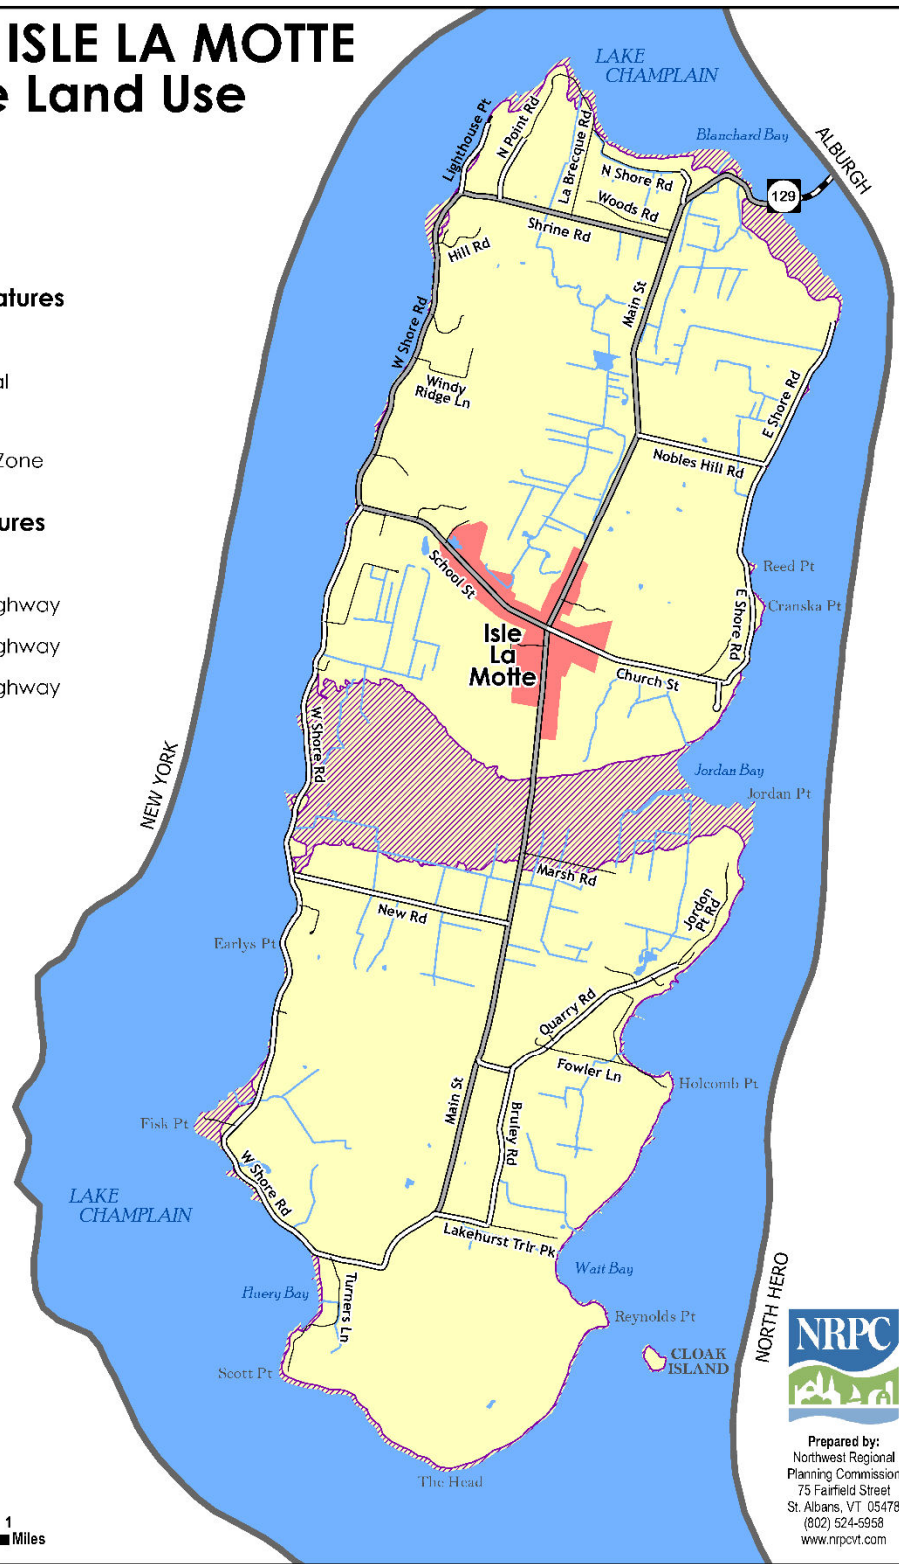 ISLE LA MOTTE
e Land Use
atures
al
Zone
ures
ghway
ghway
ghway
LAKE
CHAMPLAIN
Blanchard Bay
ALBURGH
129
Lighthouse Pt
N Point Rd
La Brecque Rd
N Shore Rd
Woods Rd
Shrine Rd
Hill Rd
Main St
W Shore Rd
Windy
Ridge Ln
E Shore Rd
Nobles Hill Rd
School St
Reed Pt
Cranska Pt
E Shore Rd
Isle
La
Motte
Church St
W Shore Rd
NEW YORK
Jordan Bay
Jordan Pt
Marsh Rd
New Rd
Jordon
Pt Rd
Earlys Pt
Quarry Rd
Fowler Ln
Holcomb Pt
Main St
Bruley Rd
Fisk Pt
W Shore Rd
LAKE
CHAMPLAIN
Lakehurst Trlr Pk
Wait Bay
Huery Bay
Turners Ln
NORTH HERO
Reynolds Pt
CLOAK
ISLAND
Scott Pt
The Head
NRPC
Prepared by:
Northwest Regional
Planning Commission
75 Fairfield Street
St. Albans, VT 05478
(802) 524-5958
www.nrpcvt.com
1
Miles